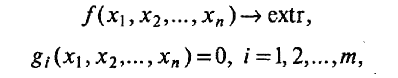 f(x₁, x₂,..., xₙ)→ extr,
gᵢ(x₁, x₂,..., xₙ)=0, i=1, 2,..., m,